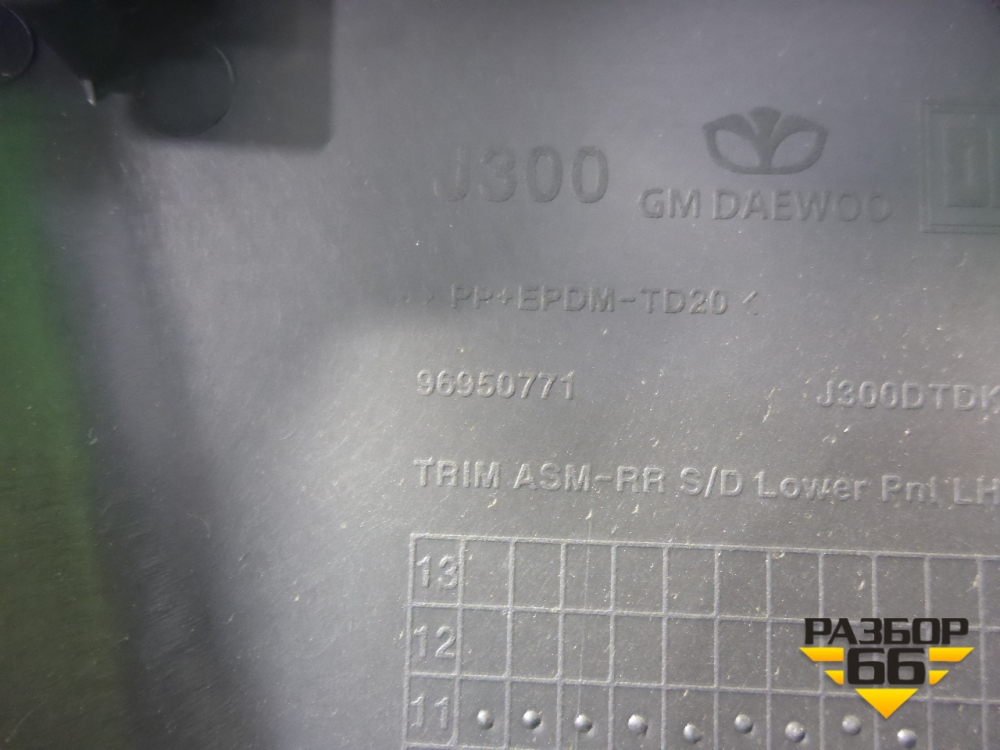 J300
GM DAEWOO
PP+EPDM-TD20
96950771 J300DTDK
TRIM ASM-RR S/D Lower Pnl LH
13
12
11
РАЗБОР
66